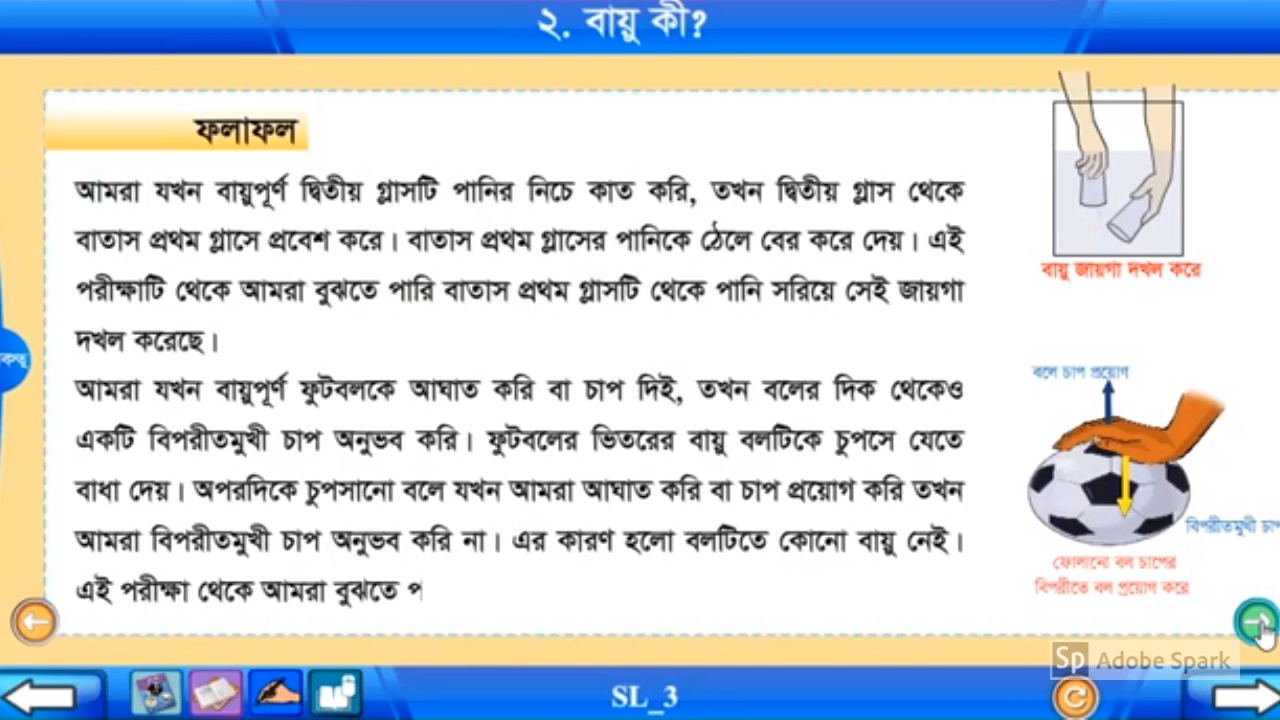 ২. বায়ু কী?
ফলাফল
আমরা যখন বায়ুপূর্ণ দ্বিতীয় গ্লাসটি পানির নিচে কাত করি, তখন দ্বিতীয় গ্লাস থেকে
বাতাস প্রথম গ্লাসে প্রবেশ করে। বাতাস প্রথম গ্লাসের পানিকে ঠেলে বের করে দেয়। এই
পরীক্ষাটি থেকে আমরা বুঝতে পারি বাতাস প্রথম গ্লাসটি থেকে পানি সরিয়ে সেই জায়গা
দখল করেছে।
আমরা যখন বায়ুপূর্ণ ফুটবলকে আঘাত করি বা চাপ দিই, তখন বলের দিক থেকেও
একটি বিপরীতমুখী চাপ অনুভব করি। ফুটবলের ভিতরের বায়ু বলটিকে চুপসে যেতে
বাধা দেয়। অপরদিকে চুপসানো বলে যখন আমরা আঘাত করি বা চাপ প্রয়োগ করি তখন
আমরা বিপরীতমুখী চাপ অনুভব করি না। এর কারণ হলো বলটিতে কোনো বায়ু নেই।
এই পরীক্ষা থেকে আমরা বুঝতে প
বায়ু জায়গা দখল করে
বলে চাপ প্রয়োগ
বিপরীতমুখী চাপ
ফোলানো বল চাপের
বিপরীতে বল প্রয়োগ করে
Sp Adobe Spark
SL_3